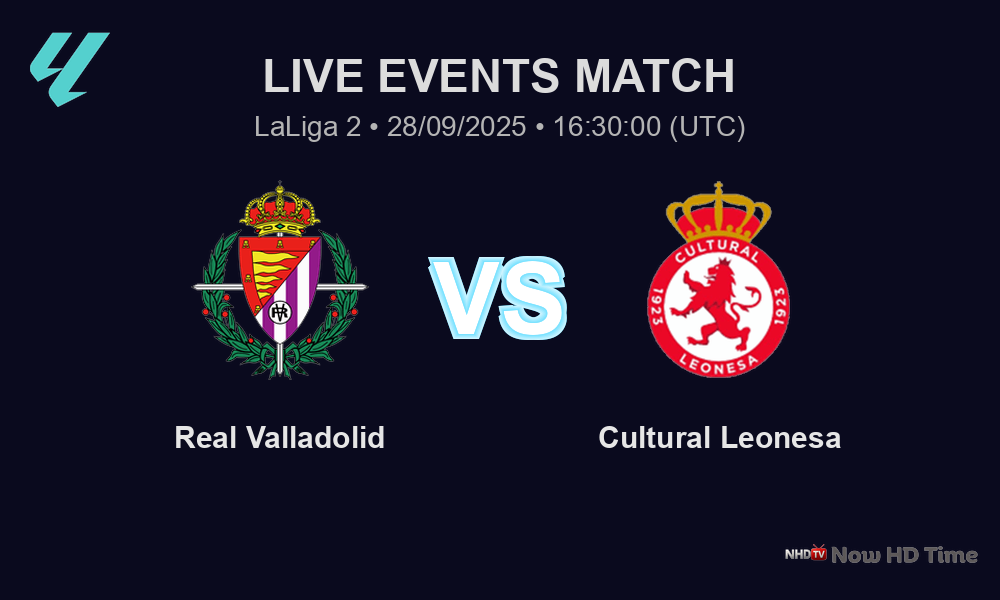 LIVE EVENTS MATCH
LaLiga 2 • 28/09/2025 • 16:30:00 (UTC)
VS
CULTURAL
1923
1923
LEONESA
Real Valladolid
Cultural Leonesa
NHDTV Now HD Time